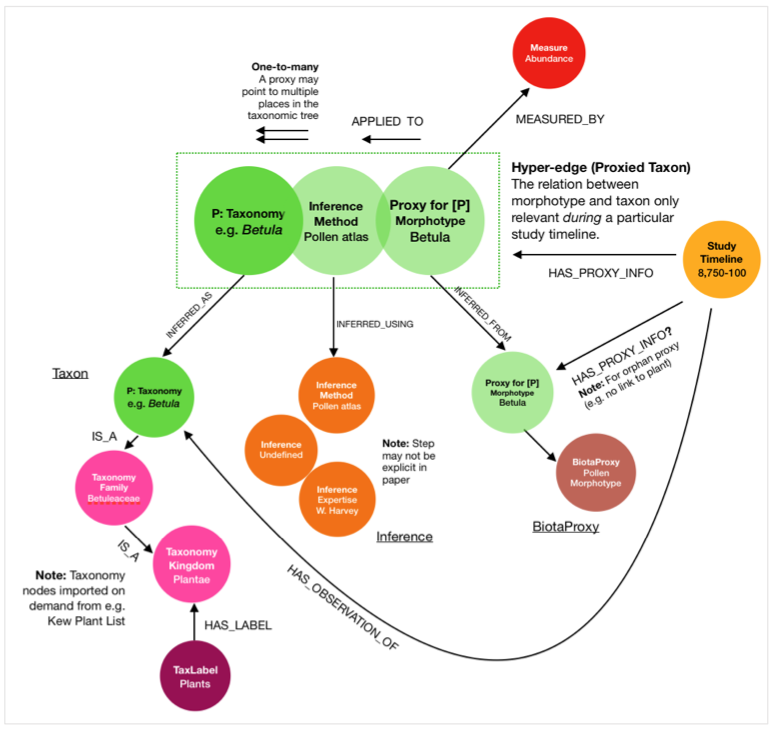 Measure
Abundance
One-to-many
A proxy may
point to multiple
places in the
taxonomic tree
APPLIED TO
MEASURED_BY
P: Taxonomy
e.g. Betula
Inference
Method
Pollen atlas
Proxy for [P]
Morphotype
Betula
Hyper-edge (Proxied Taxon)
The relation between
morphotype and taxon only
relevant during a particular
study timeline.
Study
Timeline
8,750-100
HAS_PROXY_INFO
INFERRED_AS
INFERRED_USING
INFERRED_FROM
HAS_PROXY_INFO?
Note: For orphan proxy
(e.g. no link to plant)
Taxon
P: Taxonomy
e.g. Betula
Inference
Method
Pollen atlas
Proxy for [P]
Morphotype
Betula
IS_A
Inference
Undefined
Note: Step
may not be
explicit in
paper
Taxonomy
Family
Betuleaceae
Inference
Expertise
W. Harvey
BiotaProxy
Pollen
Morphotype
BiotaProxy
Inference
IS_A
Taxonomy
Kingdom
Plantae
Note: Taxonomy
nodes imported on
demand from e.g.
Kew Plant List
HAS_OBSERVATION_OF
HAS_LABEL
TaxLabel
Plants